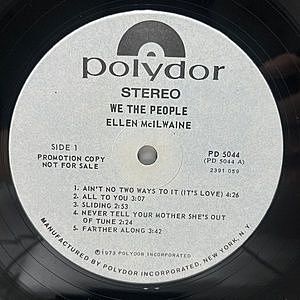 polydor
STEREO
WE THE PEOPLE
ELLEN McILWAINE
SIDE 1
PROMOTION COPY
NOT FOR SALE
PD 5044
(PD 5044 A)
2391 059
1. AIN'T NO TWO WAYS TO IT (IT'S LOVE) 4:26
2. ALL TO YOU 3:07
3. SLIDING 2:53
4. NEVER TELL YOUR MOTHER SHE'S OUT
OF TUNE 2:24
5. FARTHER ALONG 3:42
℗ 1973 POLYDOR INCORPORATED
MANUFACTURED BY POLYDOR INCORPORATED, NEW YORK, N.Y.